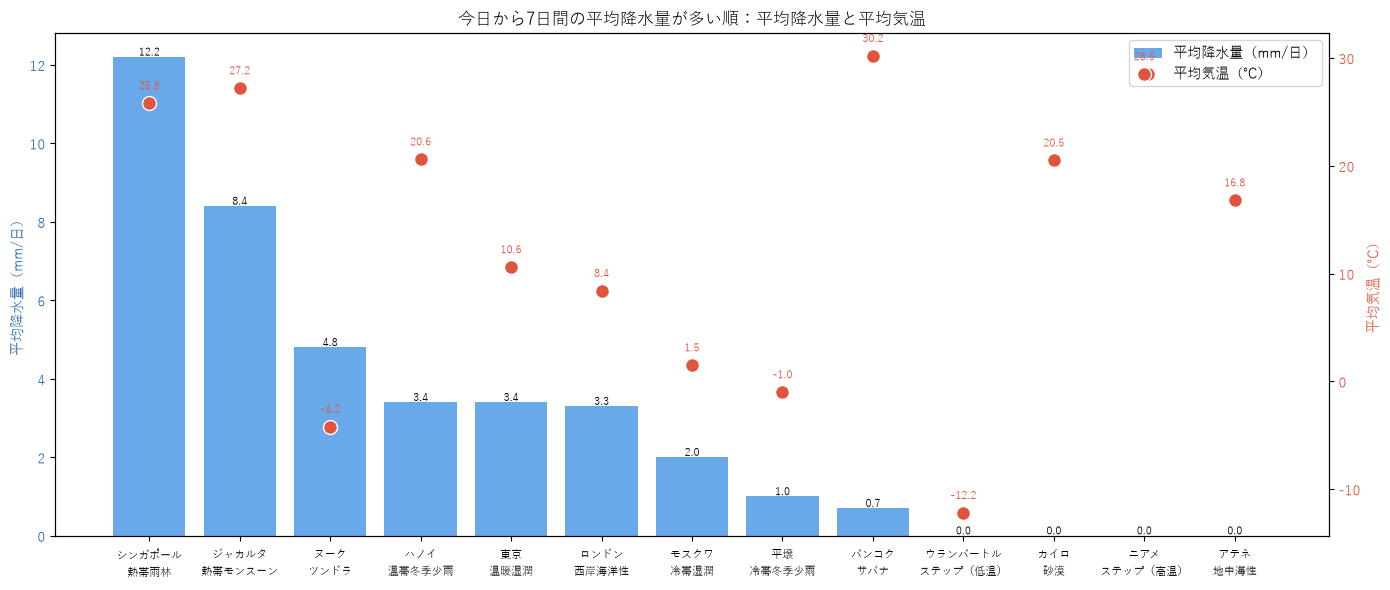 今日から7日間の平均降水量が多い順：平均降水量と平均気温
平均降水量（mm/日）
平均気温（°C）
平均降水量（mm/日）
12
10
8
6
4
2
0
12.2
8.4
4.8
3.4
3.4
3.3
2.0
1.0
0.7
0.0
0.0
0.0
0.0
25.8
27.2
-4.2
20.6
10.6
8.4
1.5
-1.0
30.2
-12.2
20.5
28.5
16.8
30
20
10
0
-10
平均気温（°C）
シンガポール
熱帯雨林
ジャカルタ
熱帯モンスーン
ヌーク
ツンドラ
ハノイ
温帯冬季少雨
東京
温暖湿潤
ロンドン
西岸海洋性
モスクワ
冷帯湿潤
平壌
冷帯冬季少雨
バンコク
サバナ
ウランバートル
ステップ（低温）
カイロ
砂漠
ニアメ
ステップ（高温）
アテネ
地中海性